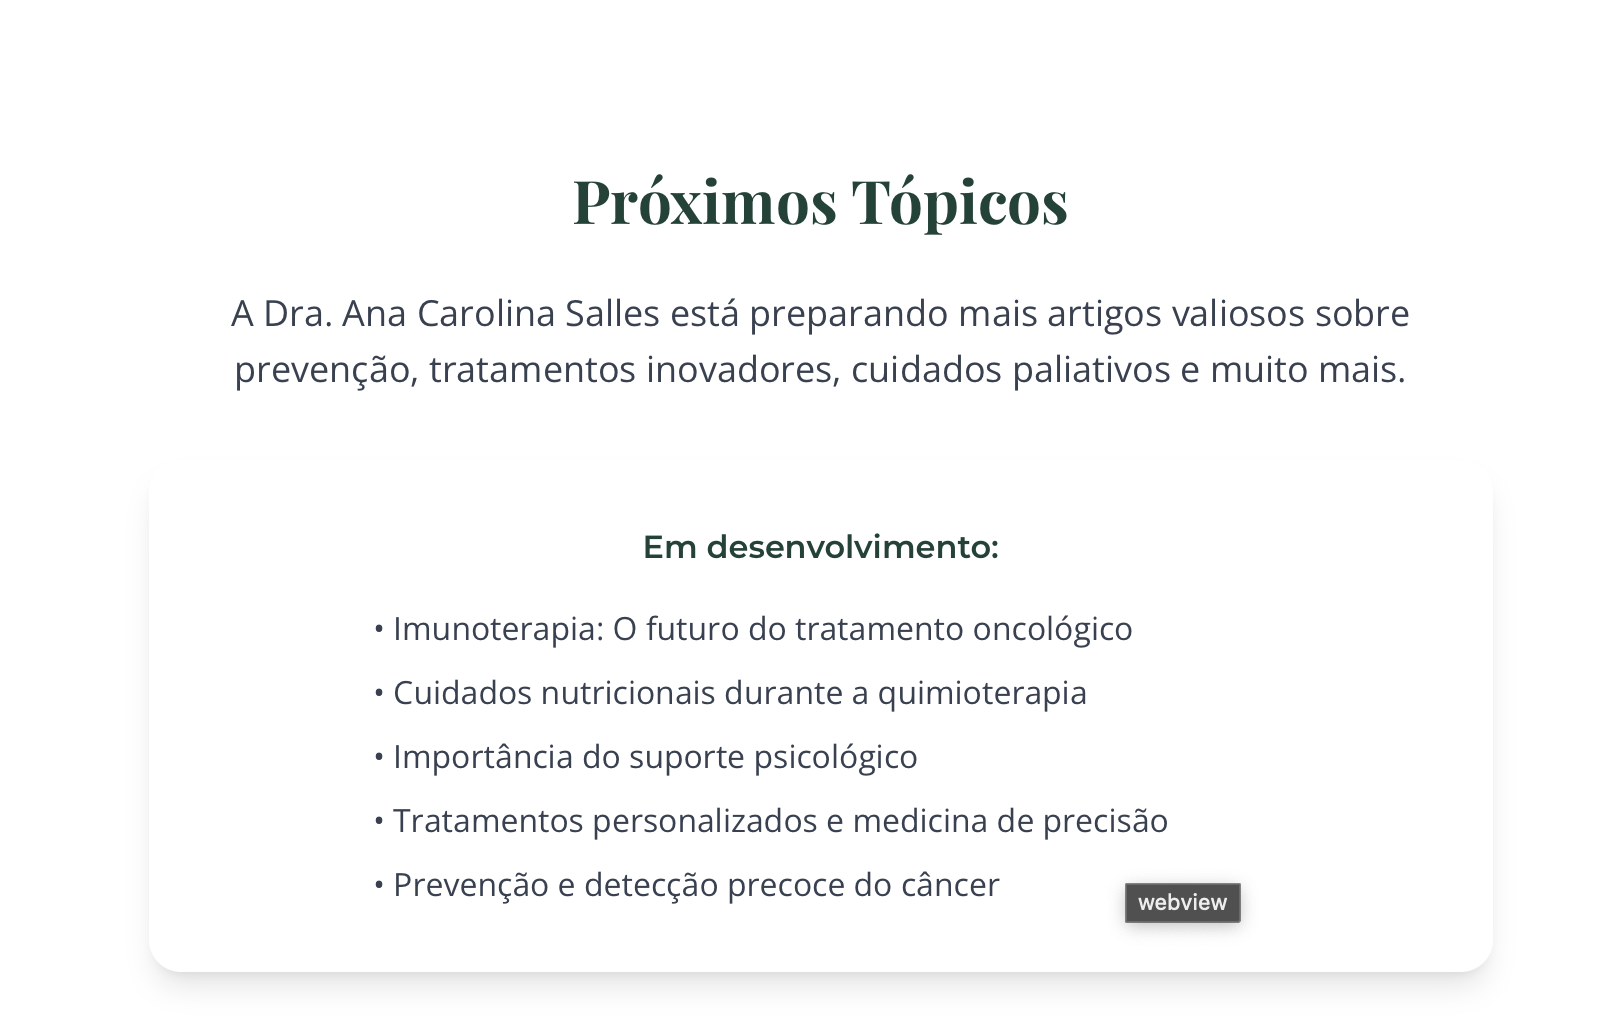 Próximos Tópicos
A Dra. Ana Carolina Salles está preparando mais artigos valiosos sobre
prevenção, tratamentos inovadores, cuidados paliativos e muito mais.
Em desenvolvimento:
• Imunoterapia: O futuro do tratamento oncológico
• Cuidados nutricionais durante a quimioterapia
• Importância do suporte psicológico
• Tratamentos personalizados e medicina de precisão
• Prevenção e detecção precoce do câncer
webview